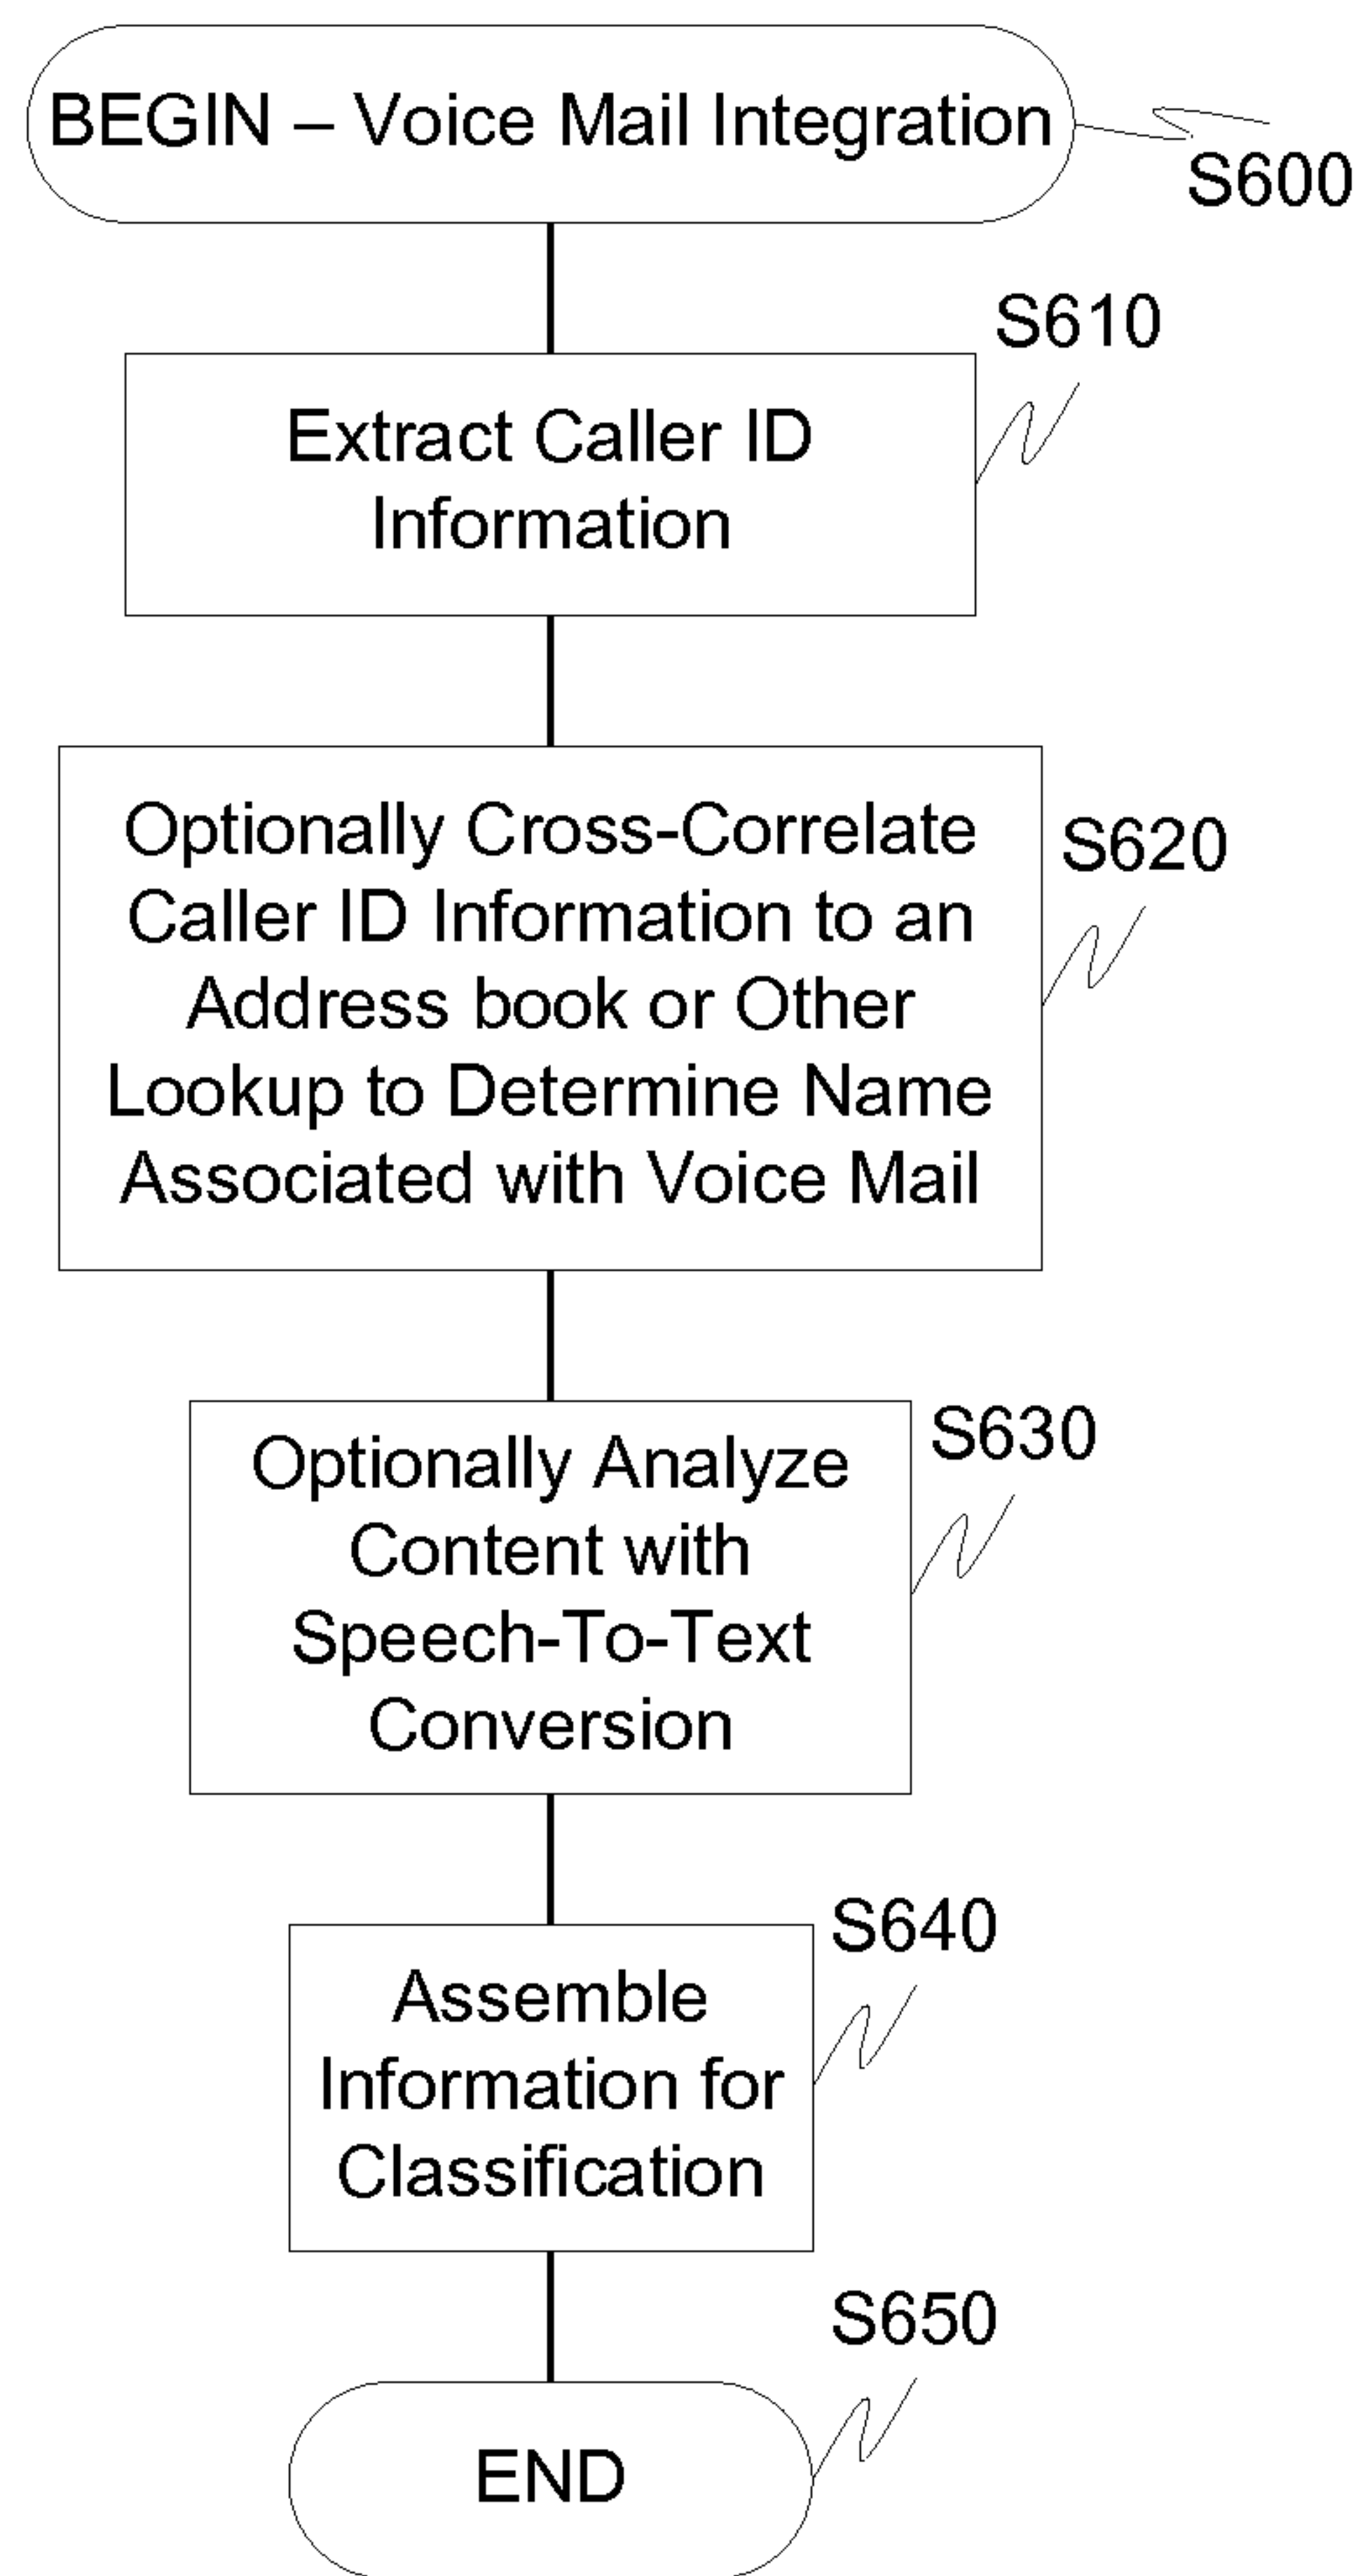 BEGIN – Voice Mail Integration
S600
S610
Extract Caller ID
Information
S620
Optionally Cross-Correlate
Caller ID Information to an
Address book or Other
Lookup to Determine Name
Associated with Voice Mail
S630
Optionally Analyze
Content with
Speech-To-Text
Conversion
S640
Assemble
Information for
Classification
S650
END